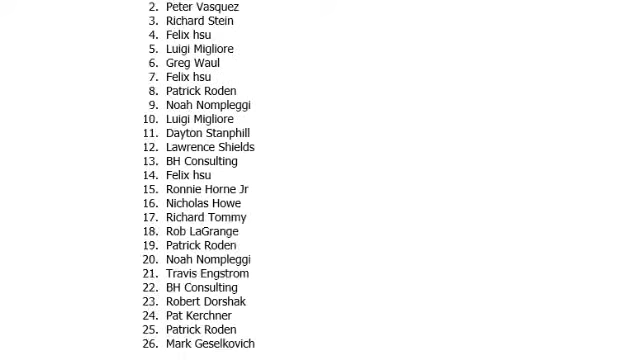 2. Peter Vasquez
3. Richard Stein
4. Felix hsu
5. Luigi Migliore
6. Greg Waul
7. Felix hsu
8. Patrick Roden
9. Noah Nompleggi
10. Luigi Migliore
11. Dayton Stanphill
12. Lawrence Shields
13. BH Consulting
14. Felix hsu
15. Ronnie Horne Jr
16. Nicholas Howe
17. Richard Tommy
18. Rob LaGrange
19. Patrick Roden
20. Noah Nompleggi
21. Travis Engstrom
22. BH Consulting
23. Robert Dorshak
24. Pat Kerchner
25. Patrick Roden
26. Mark Geselkovich